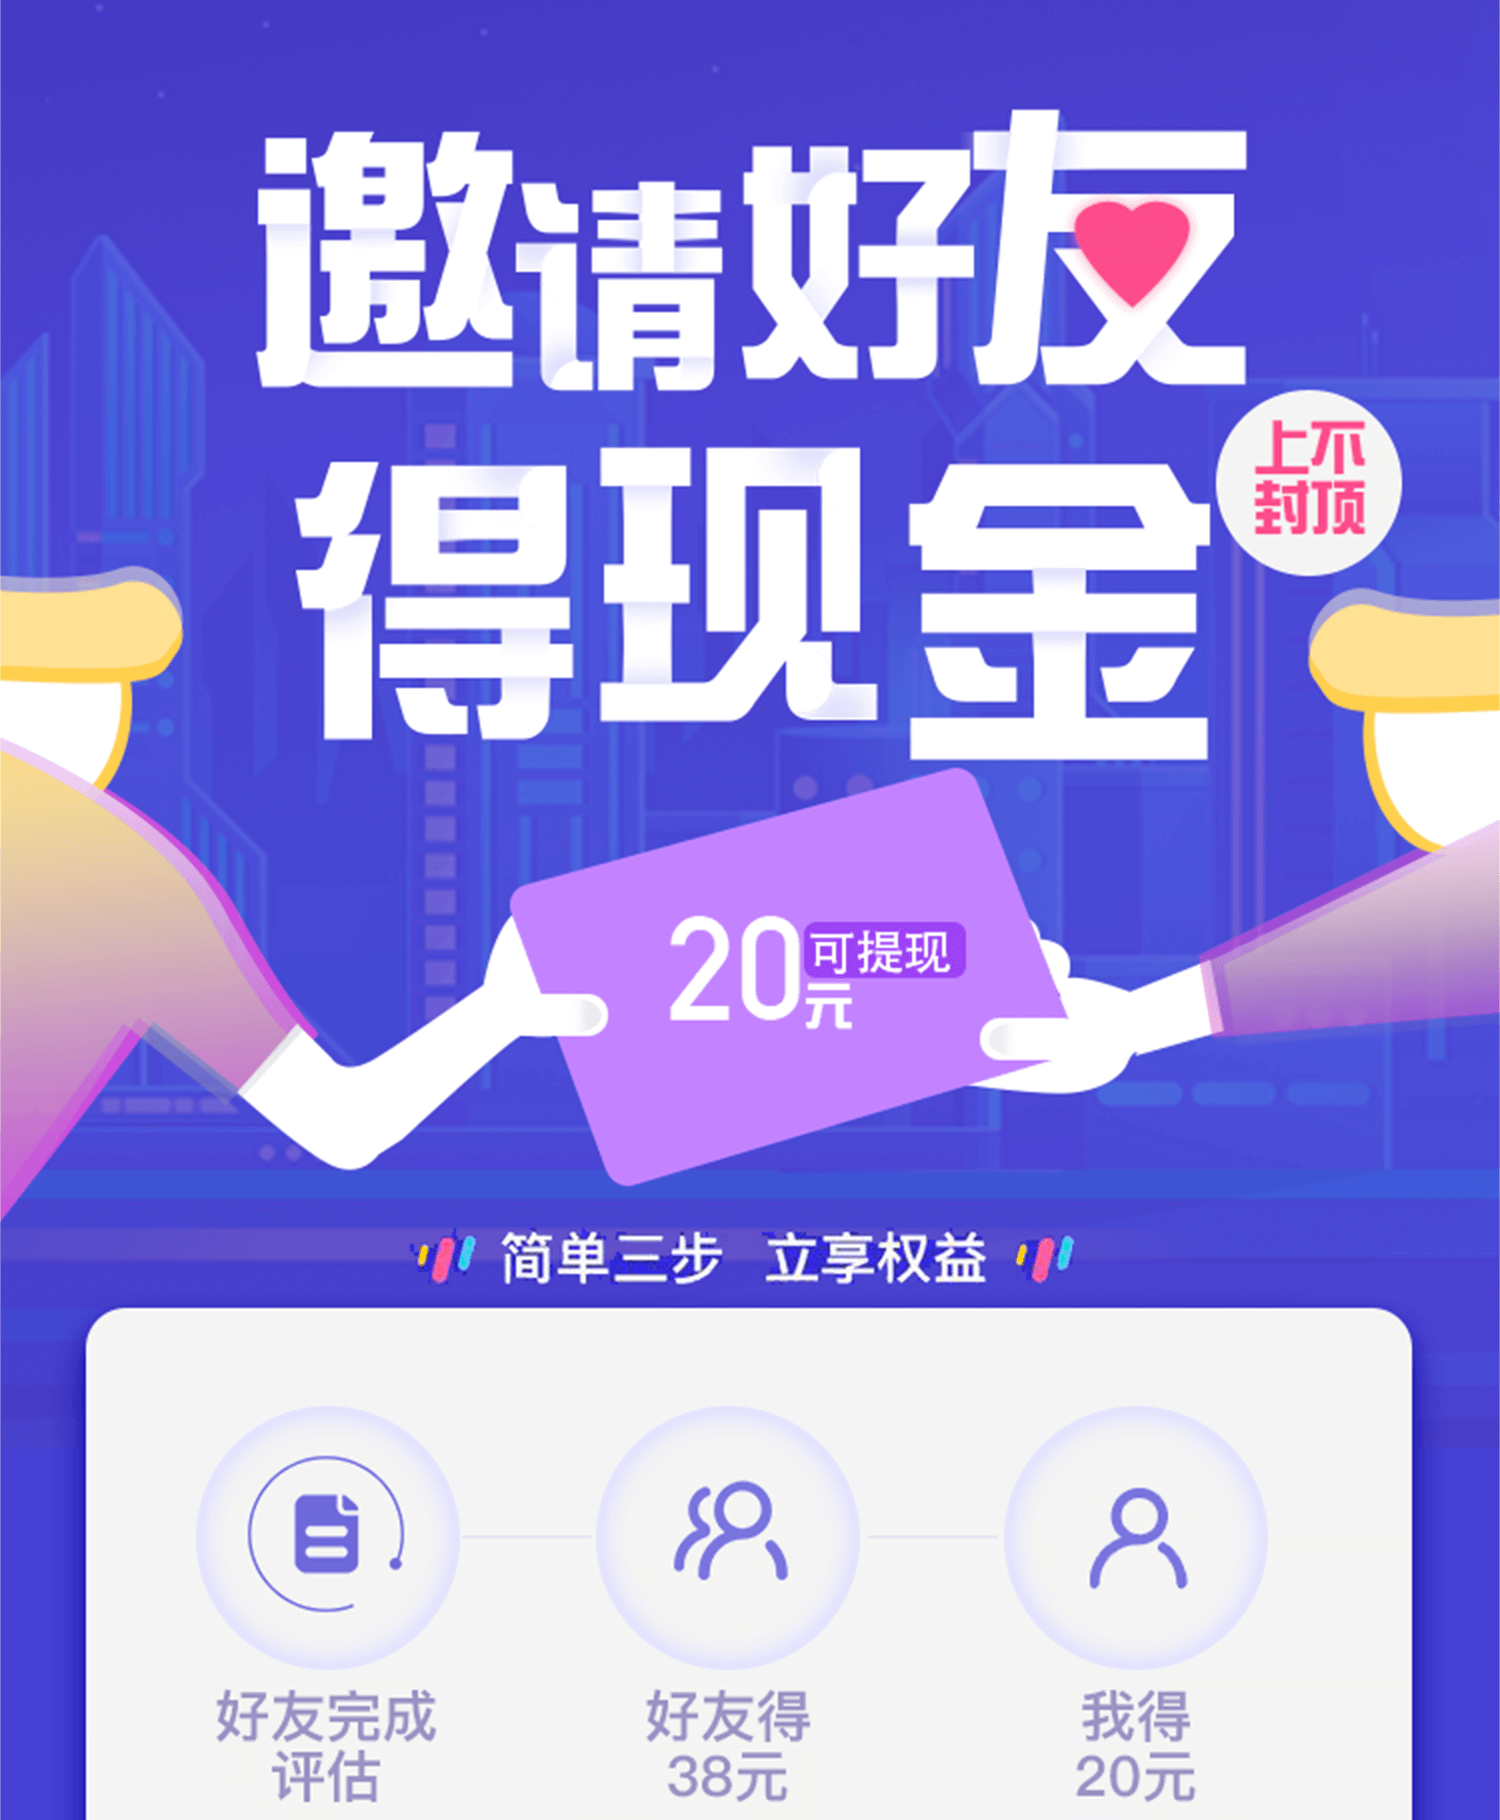 邀请好友
得现金
上不
封顶
20元可提现
简单三步 立享权益
好友完成
评估
好友得
38元
我得
20元